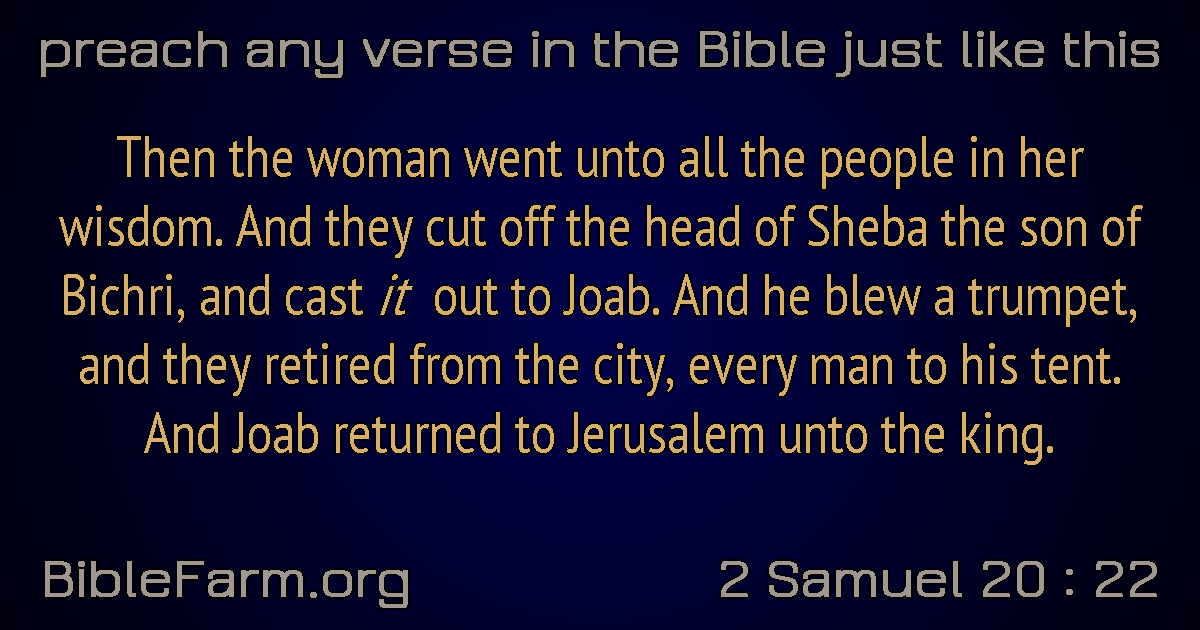 preach any verse in the Bible just like this
Then the woman went unto all the people in her
wisdom. And they cut off the head of Sheba the son of
Bichri, and cast it out to Joab. And he blew a trumpet,
and they retired from the city, every man to his tent.
And Joab returned to Jerusalem unto the king.
BibleFarm.org
2 Samuel 20 : 22